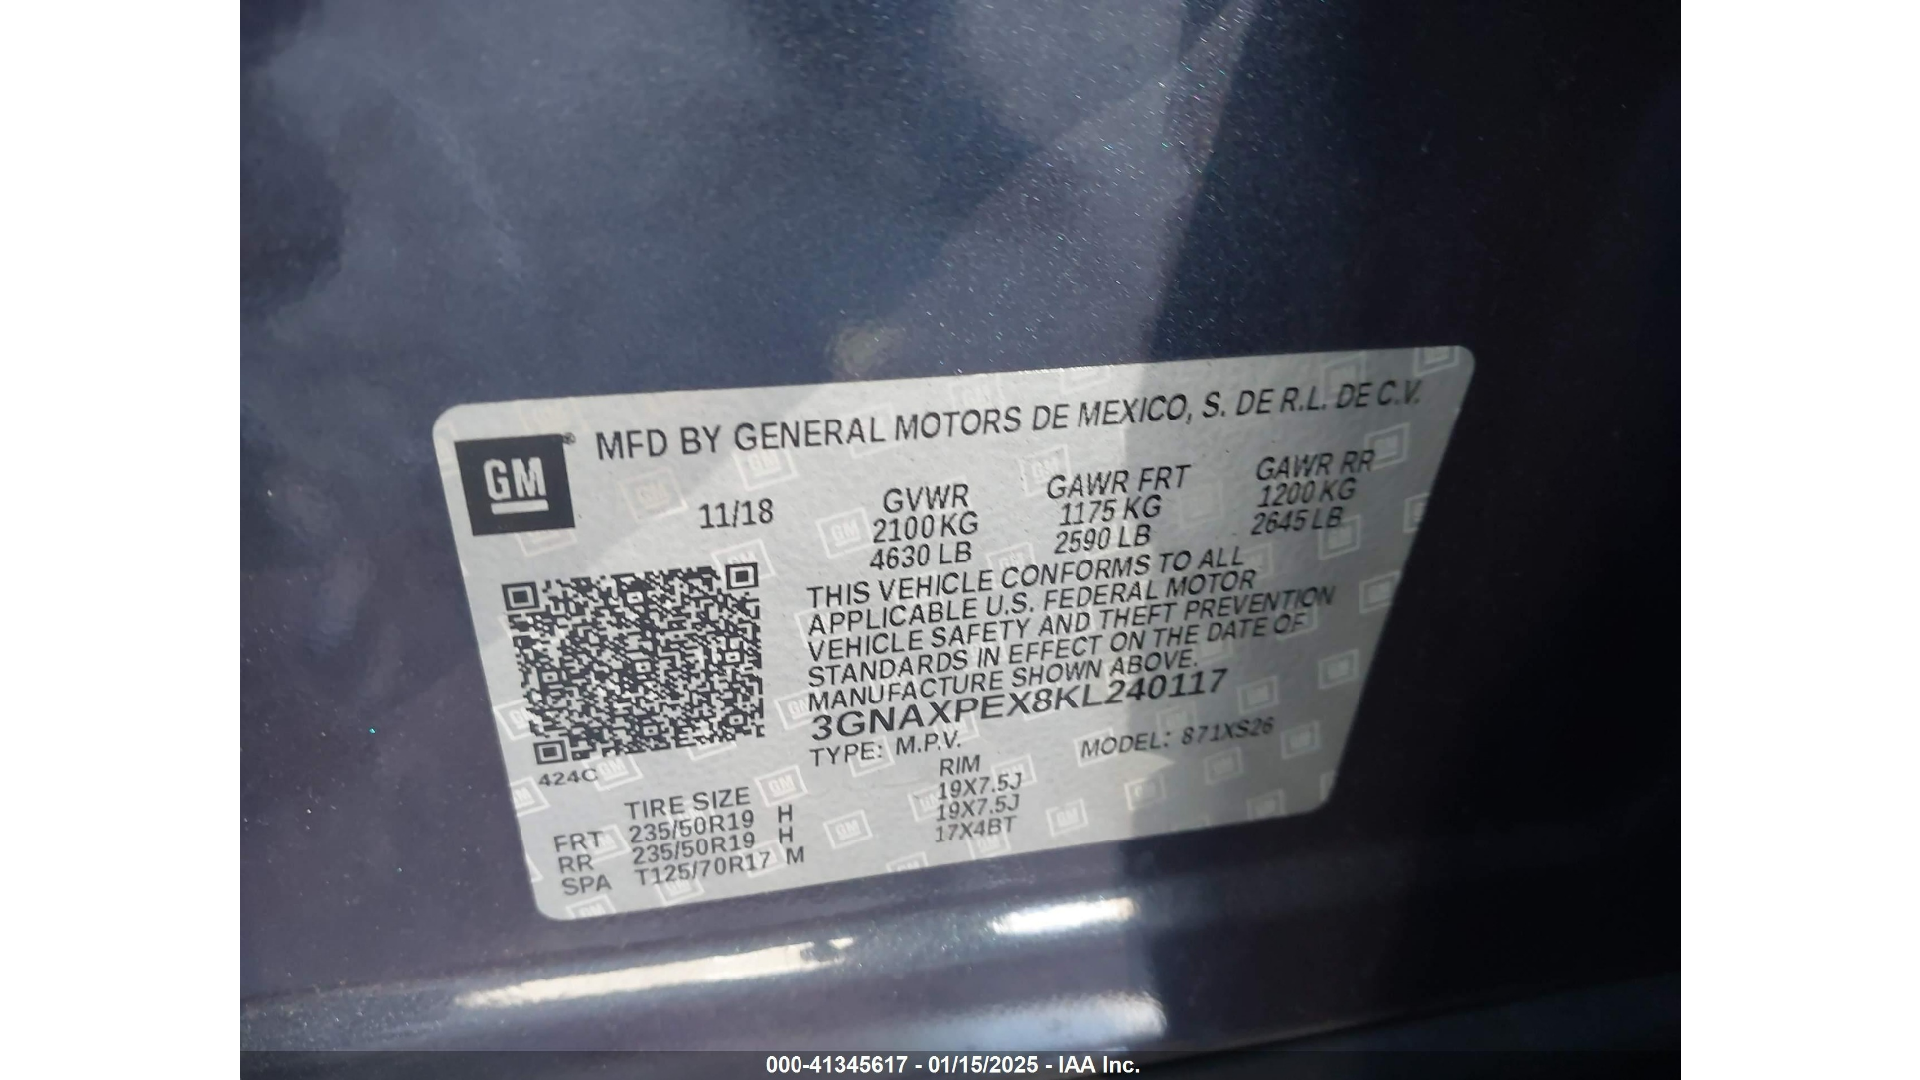 GM
MFD BY GENERAL MOTORS DE MEXICO, S. DE R.L. DE C.V.
11/18
GVWR GAWR FRT GAWR RR
2100 KG 1175 KG 1200 KG
4630 LB 2590 LB 2645 LB
THIS VEHICLE CONFORMS TO ALL
APPLICABLE U.S. FEDERAL MOTOR
VEHICLE SAFETY AND THEFT PREVENTION
STANDARDS IN EFFECT ON THE DATE OF
MANUFACTURE SHOWN ABOVE.
3GNAXPEX8KL240117
TYPE: M.P.V. MODEL: 871XS26
424C
TIRE SIZE RIM
FRT 235/50R19 H 19X7.5J
RR 235/50R19 H 19X7.5J
SPA T125/70R17 M 17X4BT
000-41345617 - 01/15/2025 - IAA Inc.